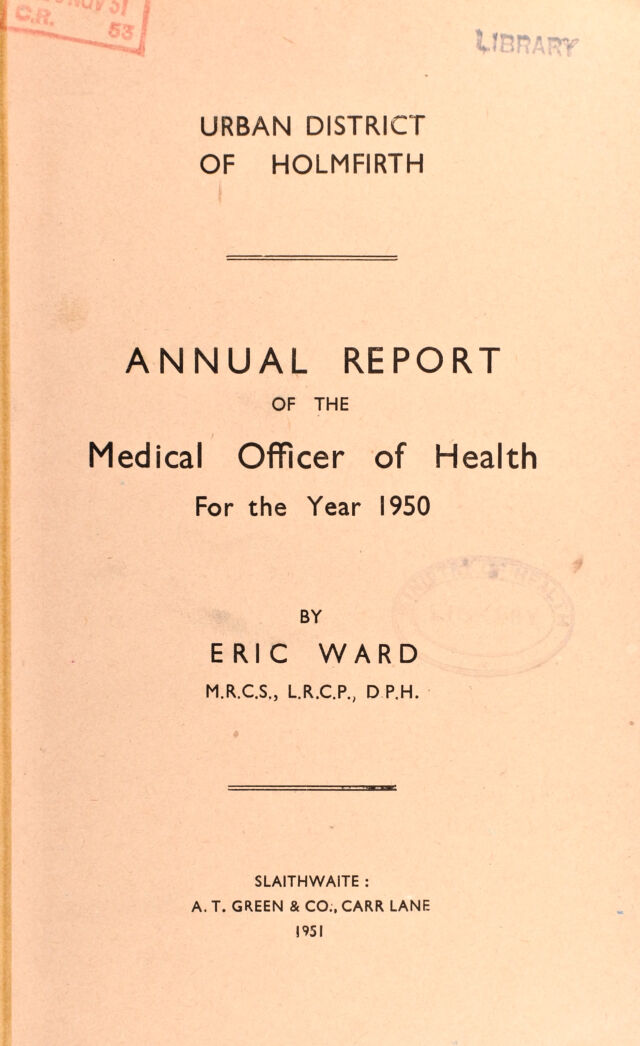 C.R. 53
LIBRARY
URBAN DISTRICT
OF HOLMFIRTH
ANNUAL REPORT
OF THE
Medical Officer of Health
For the Year 1950
BY
ERIC WARD
M.R.C.S., L.R.C.P., D P.H.
SLAITHWAITE :
A. T. GREEN & CO., CARR LANE
1951